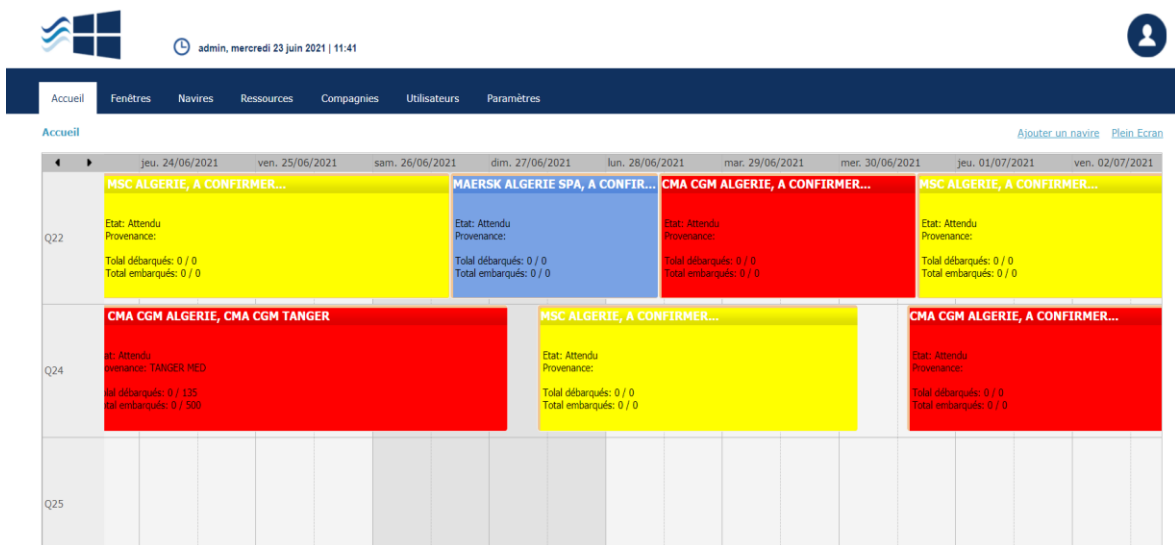 admin, mercredi 23 juin 2021 | 11:41
Accueil Fenêtres Navires Ressources Compagnies Utilisateurs Paramètres
Accueil Ajouter un navire Plein Ecran
jeu. 24/06/2021 ven. 25/06/2021 sam. 26/06/2021 dim. 27/06/2021 lun. 28/06/2021 mar. 29/06/2021 mer. 30/06/2021 jeu. 01/07/2021 ven. 02/07/2021
Q22
MSC ALGERIE, A CONFIRMER...
Etat: Attendu
Provenance:
Tolal débarqués: 0 / 0
Total embarqués: 0 / 0
MAERSK ALGERIE SPA, A CONFIR...
Etat: Attendu
Provenance:
Tolal débarqués: 0 / 0
Total embarqués: 0 / 0
CMA CGM ALGERIE, A CONFIRMER...
Etat: Attendu
Provenance:
Tolal débarqués: 0 / 0
Total embarqués: 0 / 0
MSC ALGERIE, A CONFIRMER...
Etat: Attendu
Provenance:
Tolal débarqués: 0 / 0
Total embarqués: 0 / 0
Q24
CMA CGM ALGERIE, CMA CGM TANGER
at: Attendu
ovenance: TANGER MED
lal débarqués: 0 / 135
tal embarqués: 0 / 500
MSC ALGERIE, A CONFIRMER...
Etat: Attendu
Provenance:
Tolal débarqués: 0 / 0
Total embarqués: 0 / 0
CMA CGM ALGERIE, A CONFIRMER...
Etat: Attendu
Provenance:
Tolal débarqués: 0 / 0
Total embarqués: 0 / 0
Q25